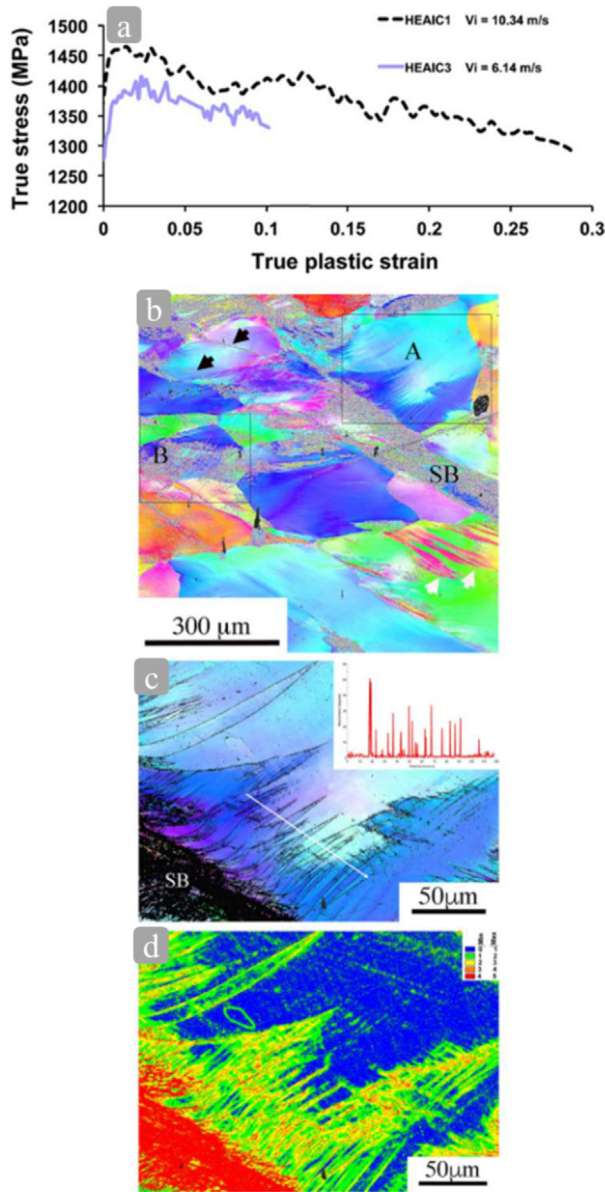 a
HEAIC1 Vi = 10.34 m/s
HEAIC3 Vi = 6.14 m/s
True stress (MPa)
1500
1450
1400
1350
1300
1250
1200
0 0.05 0.1 0.15 0.2 0.25 0.3
True plastic strain
b
A
B
SB
300 µm
c
SB
50µm
d
50µm